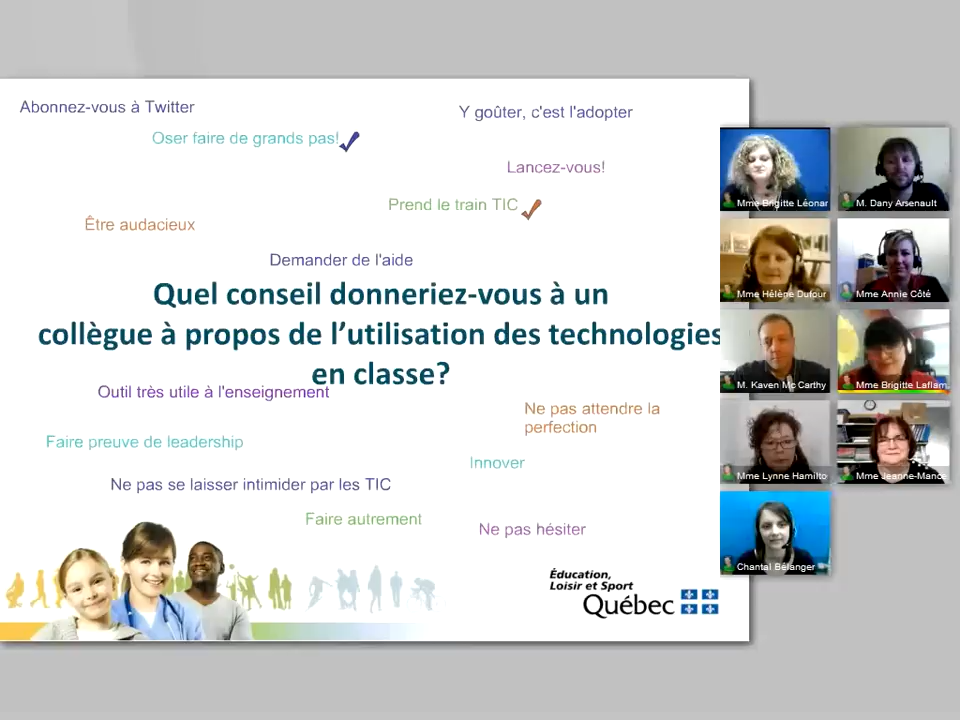 Abonnez-vous à Twitter
Y goûter, c'est l'adopter
Oser faire de grands pas!
Lancez-vous!
Prend le train TIC
Être audacieux
Demander de l'aide
Quel conseil donneriez-vous à un
collègue à propos de l’utilisation des technologies
en classe?
Outil très utile à l'enseignement
Ne pas attendre la
perfection
Faire preuve de leadership
Innover
Ne pas se laisser intimider par les TIC
Faire autrement
Ne pas hésiter
Éducation,
Loisir et Sport
Québec
Mme Brigitte Léonar
M. Dany Arsenault
Mme Hélène Dufour
Mme Annie Côté
M. Kaven Mc Carthy
Mme Brigitte Laflam
Mme Lynne Hamilto
Mme Jeanne-Mance
Chantal Bélanger